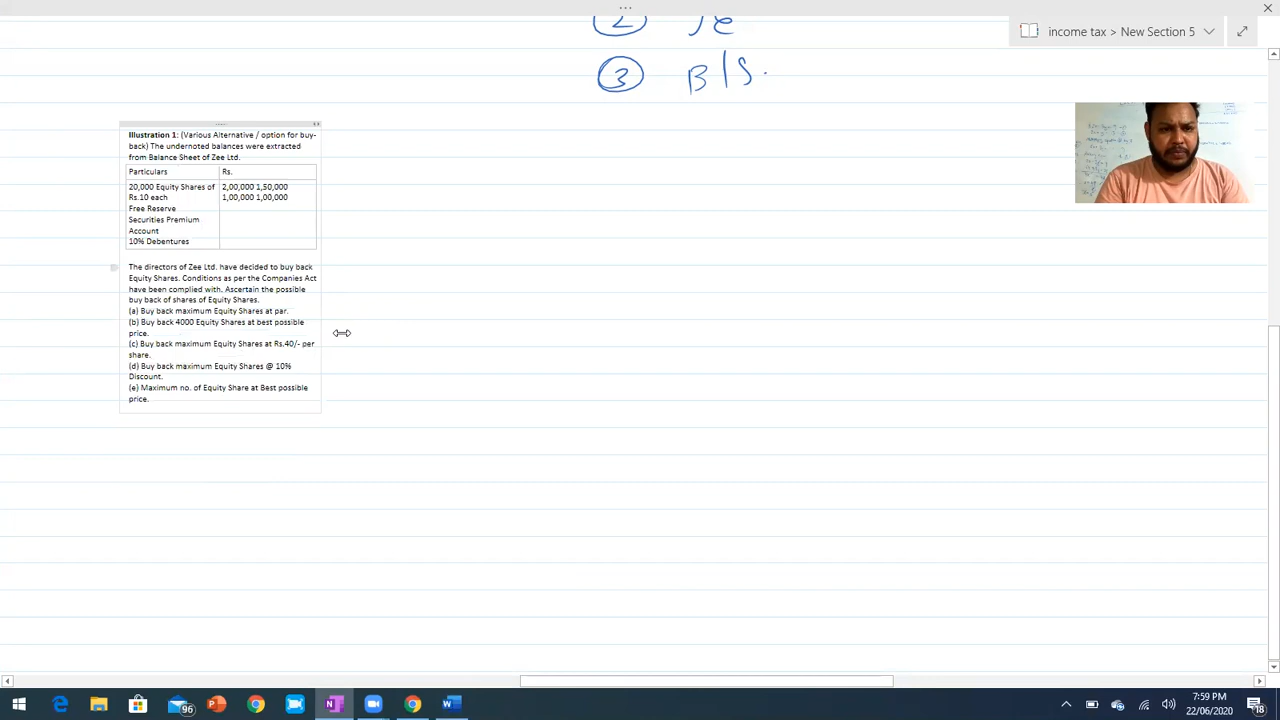 2 Je
income tax > New Section 5
3 B/S.
Illustration 1: (Various Alternative / option for buy-
back) The undernoted balances were extracted
from Balance Sheet of Zee Ltd.
Particulars Rs.
20,000 Equity Shares of 2,00,000 1,50,000
Rs.10 each 1,00,000 1,00,000
Free Reserve
Securities Premium
Account
10% Debentures
The directors of Zee Ltd. have decided to buy back
Equity Shares. Conditions as per the Companies Act
have been complied with. Ascertain the possible
buy back of shares of Equity Shares.
(a) Buy back maximum Equity Shares at par.
(b) Buy back 4000 Equity Shares at best possible
price.
(c) Buy back maximum Equity Shares at Rs.40/- per
share.
(d) Buy back maximum Equity Shares @ 10%
Discount.
(e) Maximum no. of Equity Share at Best possible
price.
96
7:59 PM
22/06/2020
18